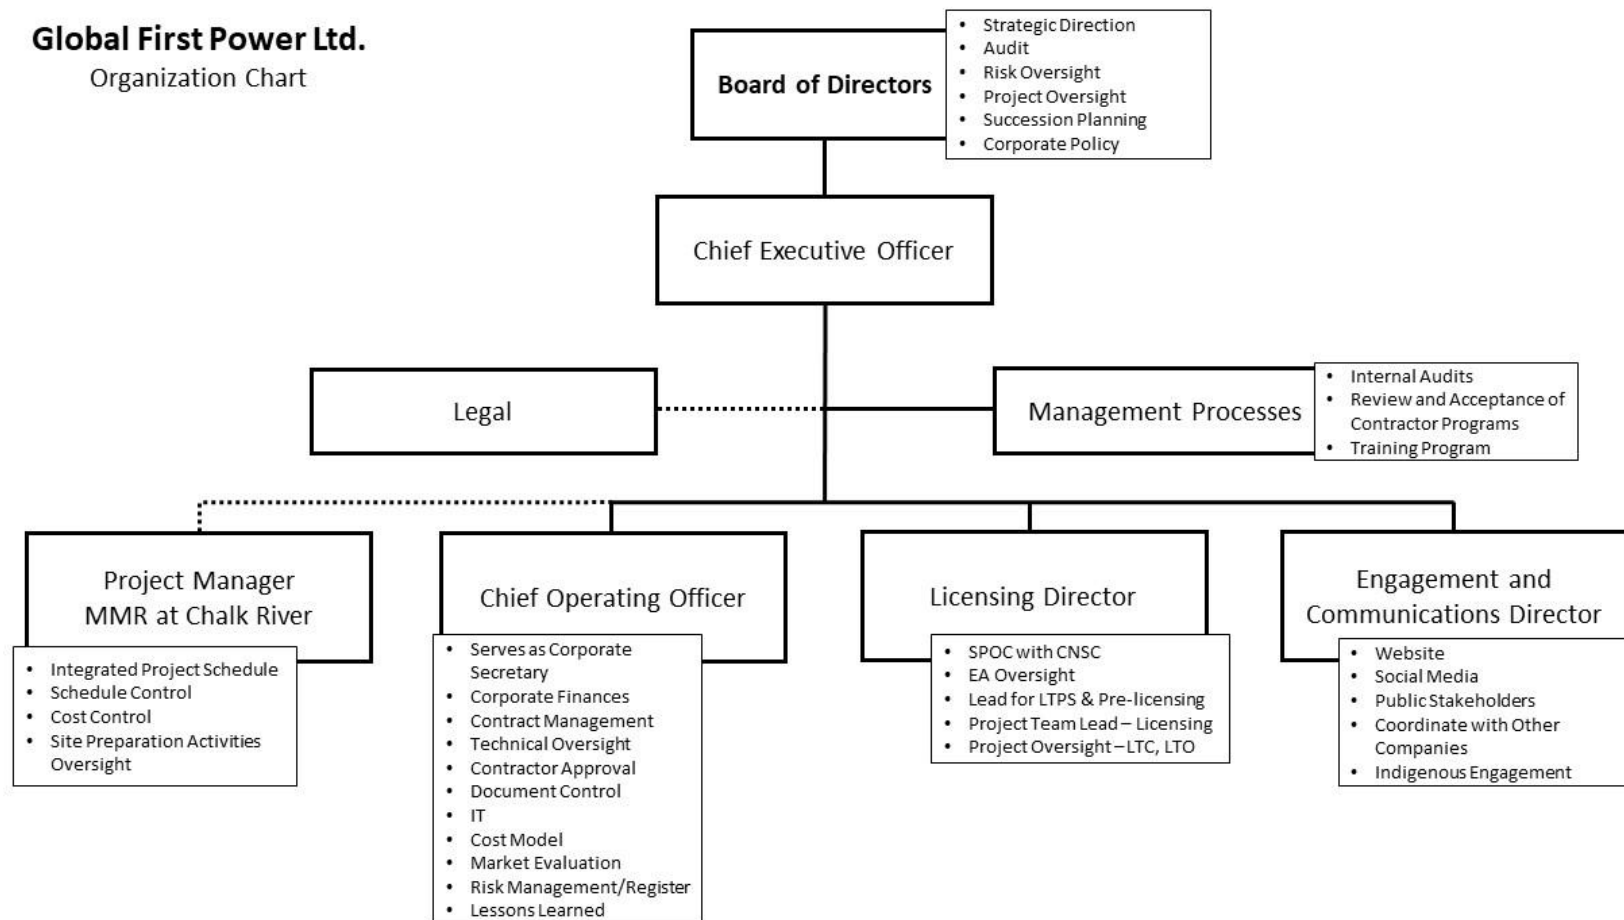 Global First Power Ltd.
Organization Chart
Board of Directors
• Strategic Direction
• Audit
• Risk Oversight
• Project Oversight
• Succession Planning
• Corporate Policy
Chief Executive Officer
Legal
Management Processes
• Internal Audits
• Review and Acceptance of
Contractor Programs
• Training Program
Project Manager
MMR at Chalk River
• Integrated Project Schedule
• Schedule Control
• Cost Control
• Site Preparation Activities
Oversight
Chief Operating Officer
• Serves as Corporate
Secretary
• Corporate Finances
• Contract Management
• Technical Oversight
• Contractor Approval
• Document Control
• IT
• Cost Model
• Market Evaluation
• Risk Management/Register
• Lessons Learned
Licensing Director
• SPOC with CNSC
• EA Oversight
• Lead for LTPS & Pre-licensing
• Project Team Lead – Licensing
• Project Oversight – LTC, LTO
Engagement and
Communications Director
• Website
• Social Media
• Public Stakeholders
• Coordinate with Other
Companies
• Indigenous Engagement